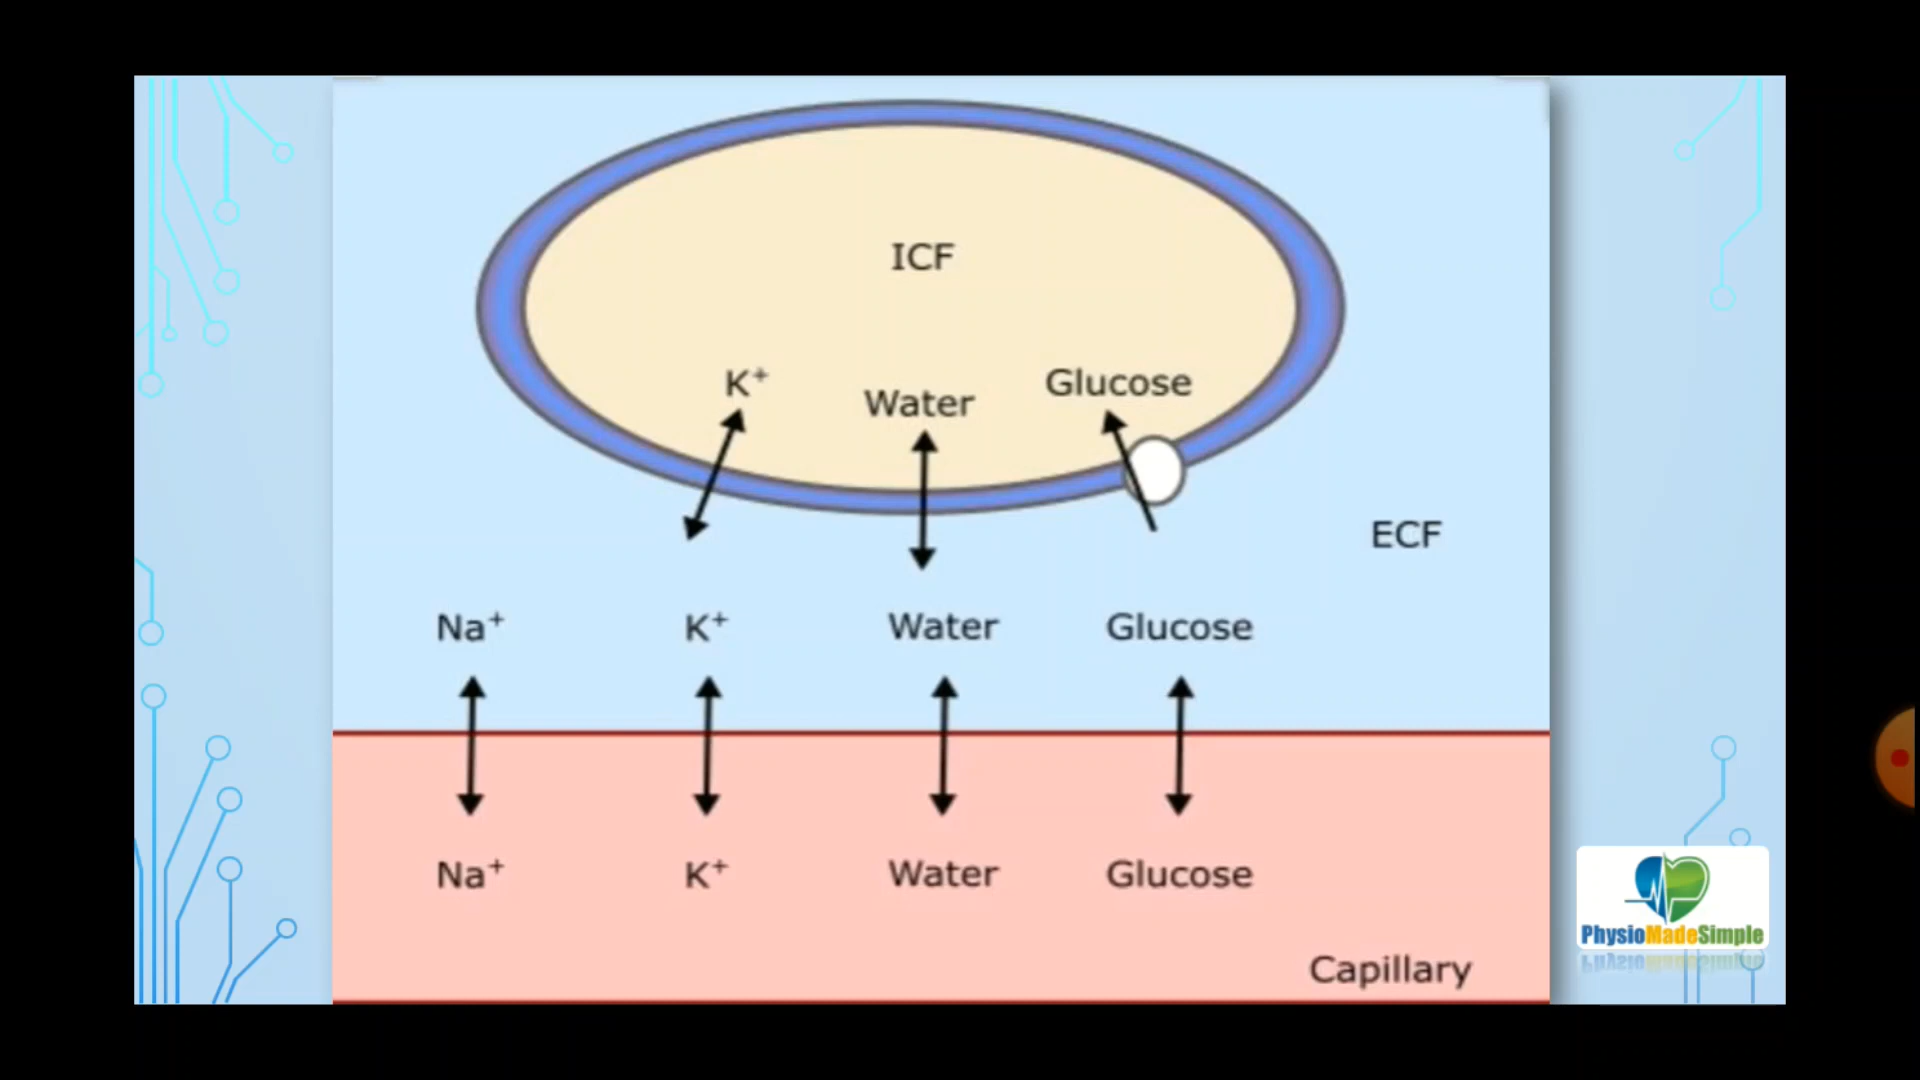 ICF
K⁺ Water Glucose
ECF
Na⁺ K⁺ Water Glucose
Na⁺ K⁺ Water Glucose
Capillary
PhysioMadeSimple